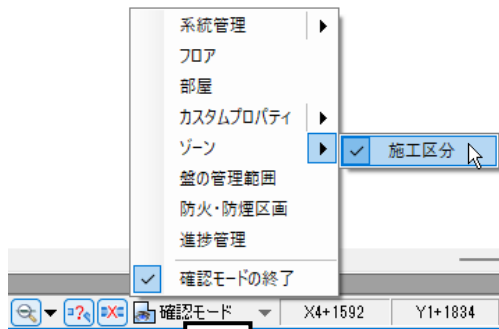 系統管理
フロア
部屋
カスタムプロパティ
ゾーン
施工区分
盤の管理範囲
防火・防煙区画
進捗管理
確認モードの終了
確認モード X4+1592 Y1+1834